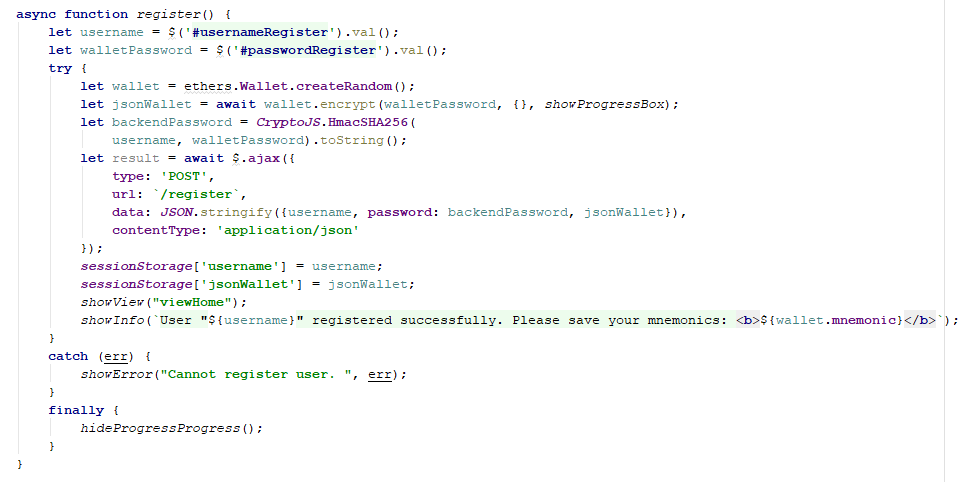 async function register() {
    let username = $('#usernameRegister').val();
    let walletPassword = $('#passwordRegister').val();
    try {
        let wallet = ethers.Wallet.createRandom();
        let jsonWallet = await wallet.encrypt(walletPassword, {}, showProgressBox);
        let backendPassword = CryptoJS.HmacSHA256(
            username, walletPassword).toString();
        let result = await $.ajax({
            type: 'POST',
            url: `/register`,
            data: JSON.stringify({username, password: backendPassword, jsonWallet}),
            contentType: 'application/json'
        });
        sessionStorage['username'] = username;
        sessionStorage['jsonWallet'] = jsonWallet;
        showView("viewHome");
        showInfo(`User "${username}" registered successfully. Please save your mnemonics: <b>${wallet.mnemonic}</b>`);
    }
    catch (err) {
        showError("Cannot register user. ", err);
    }
    finally {
        hideProgressProgress();
    }
}